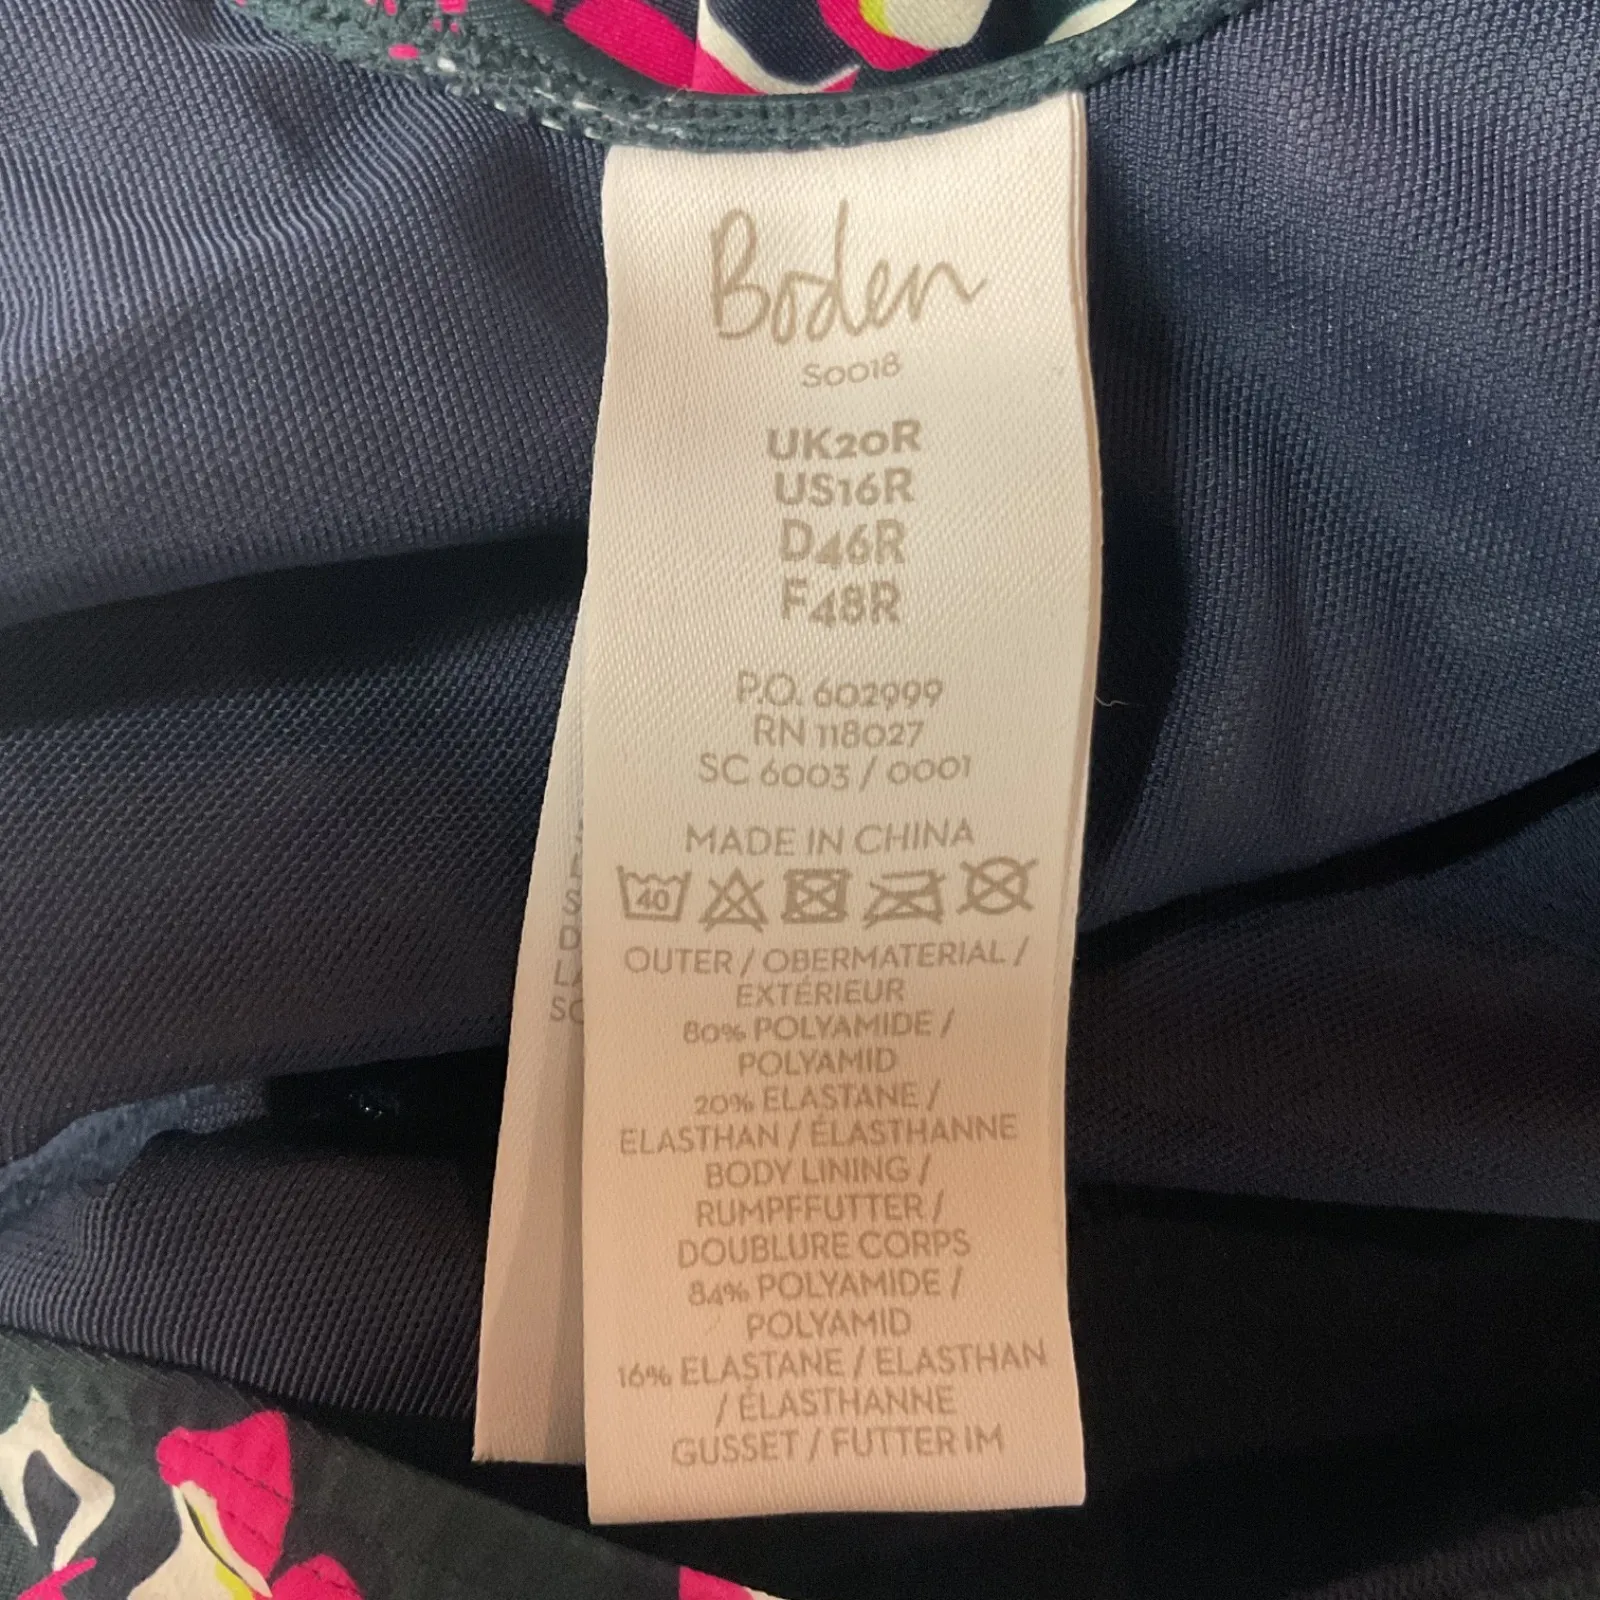 Boden
S0018
UK20R
US16R
D46R
F48R
P.O. 602999
RN 118027
SC 6003 / 0001
MADE IN CHINA
40
OUTER / OBERMATERIAL /
EXTÉRIEUR
80% POLYAMIDE /
POLYAMID
20% ELASTANE /
ELASTHAN / ÉLASTHANNE
BODY LINING /
RUMPFFUTTER /
DOUBLURE CORPS
84% POLYAMIDE /
POLYAMID
16% ELASTANE / ELASTHAN
/ ÉLASTHANNE
GUSSET / FUTTER IM